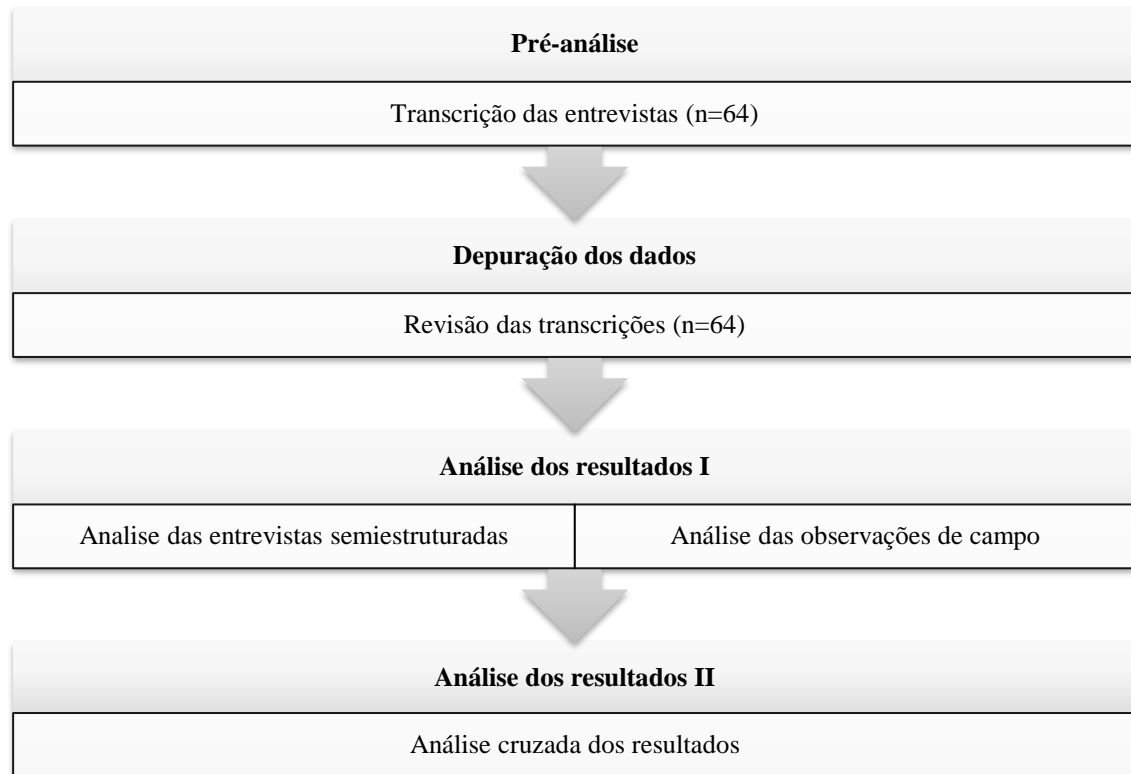 Pré-análise
Transcrição das entrevistas (n=64)
Depuração dos dados
Revisão das transcrições (n=64)
Análise dos resultados I
Analise das entrevistas semiestruturadas
Análise das observações de campo
Análise dos resultados II
Análise cruzada dos resultados